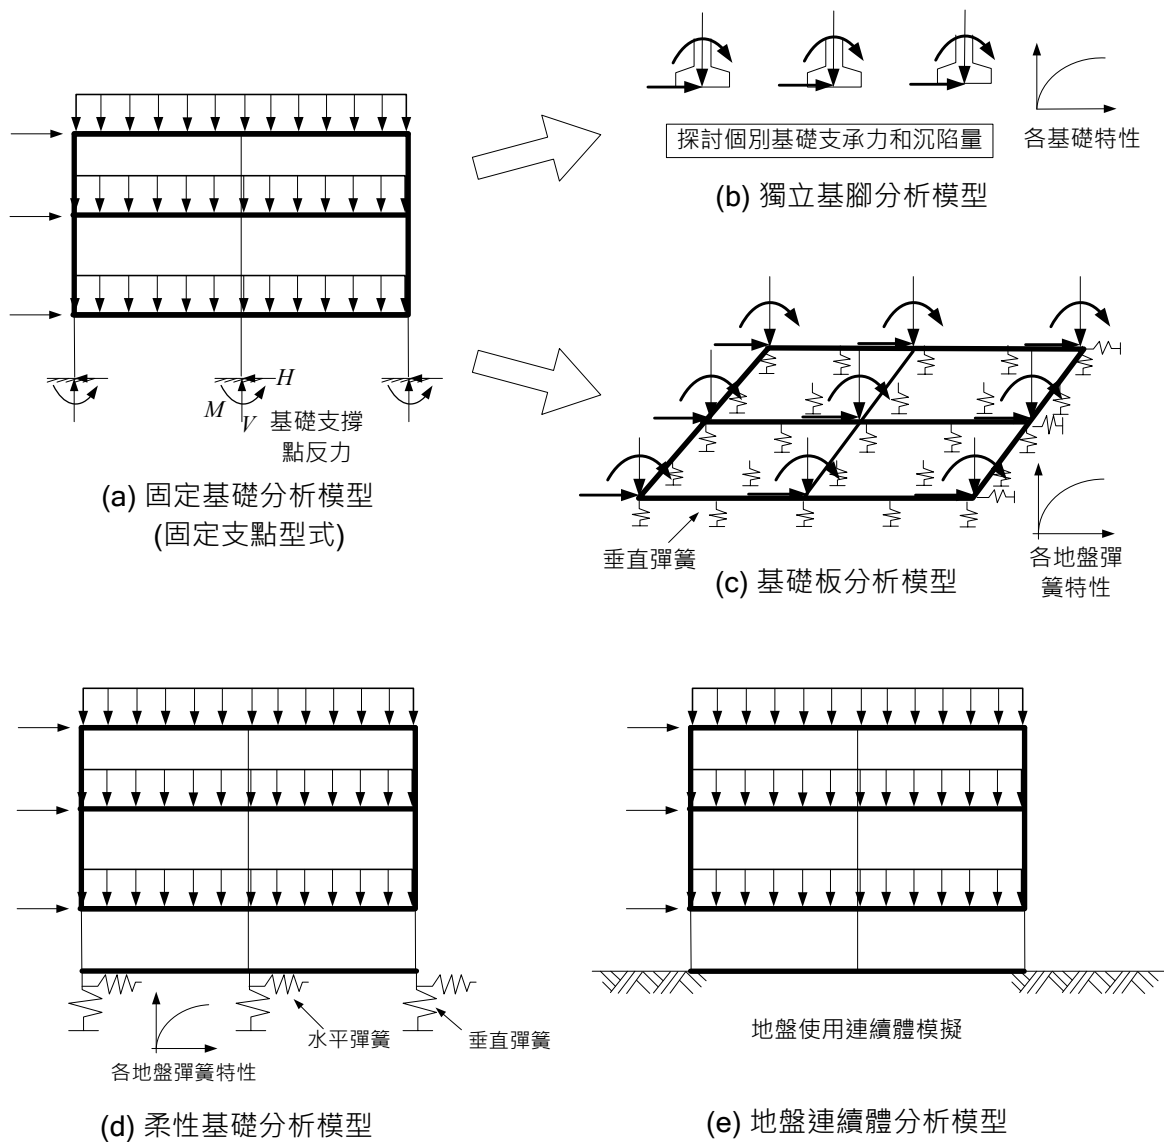 探討個別基礎支承力和沉陷量
各基礎特性
(b) 獨立基腳分析模型
H
M
V
基礎支撐
點反力
(a) 固定基礎分析模型
(固定支點型式)
垂直彈簧
各地盤彈
簧特性
(c) 基礎板分析模型
水平彈簧
垂直彈簧
各地盤彈簧特性
(d) 柔性基礎分析模型
地盤使用連續體模擬
(e) 地盤連續體分析模型